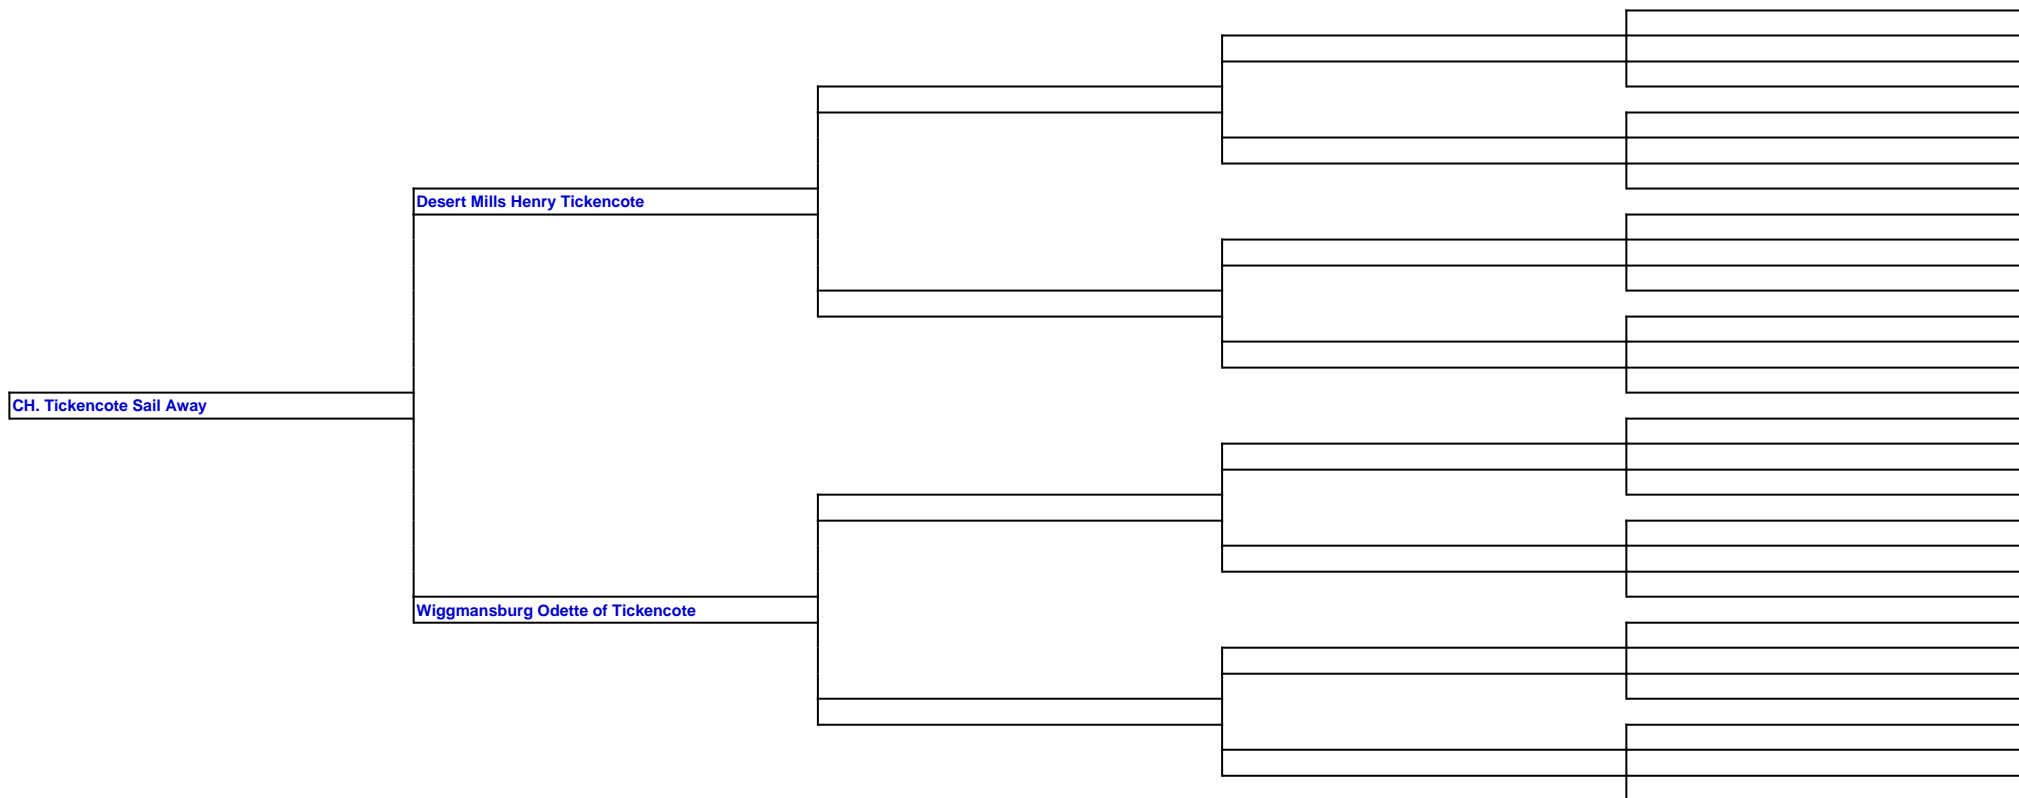 Desert Mills Henry Tickencote
CH. Tickencote Sail Away
Wiggmansburg Odette of Tickencote